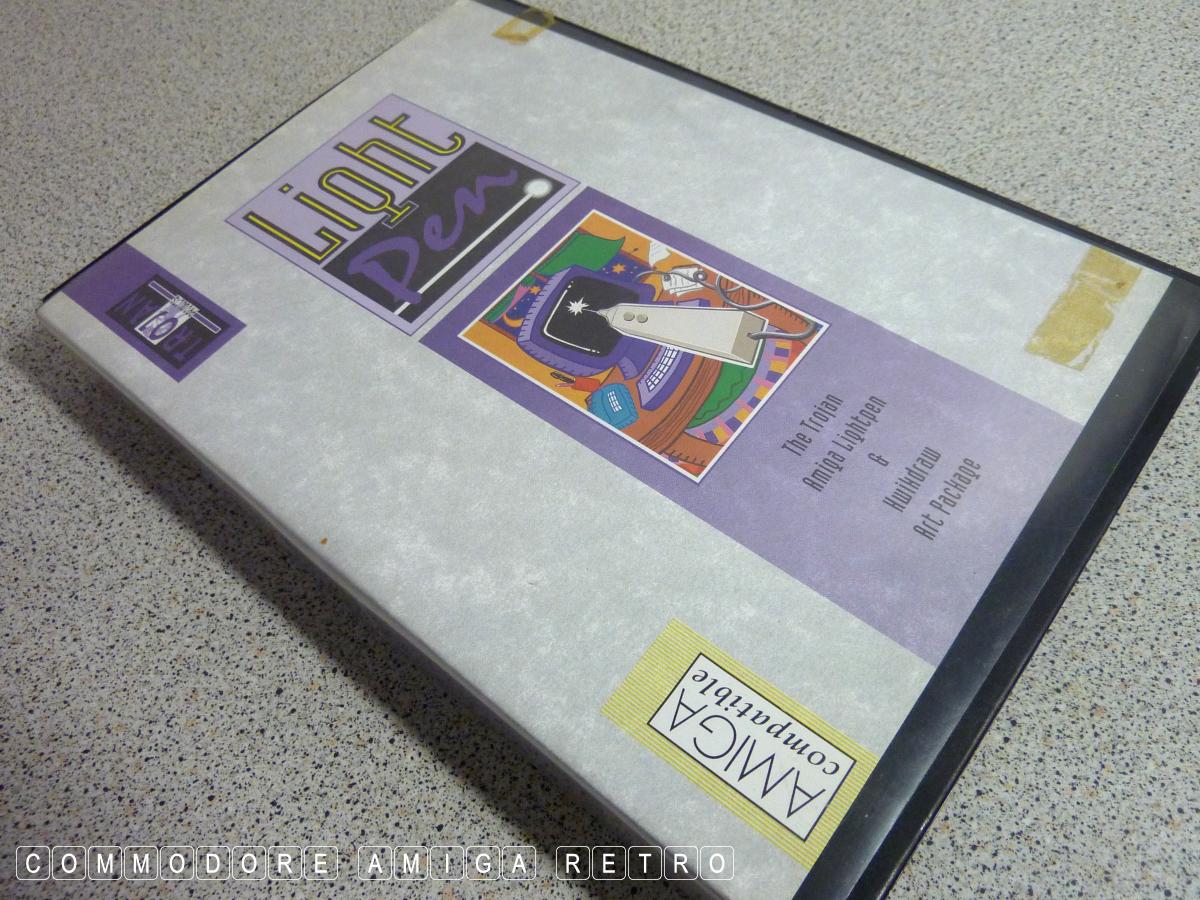 Light
Pen
TROJAN
The Trojan
Amiga Lightpen
&
Kwikdraw
Art Package
AMIGA
compatible
COMMODORE AMIGA RETRO